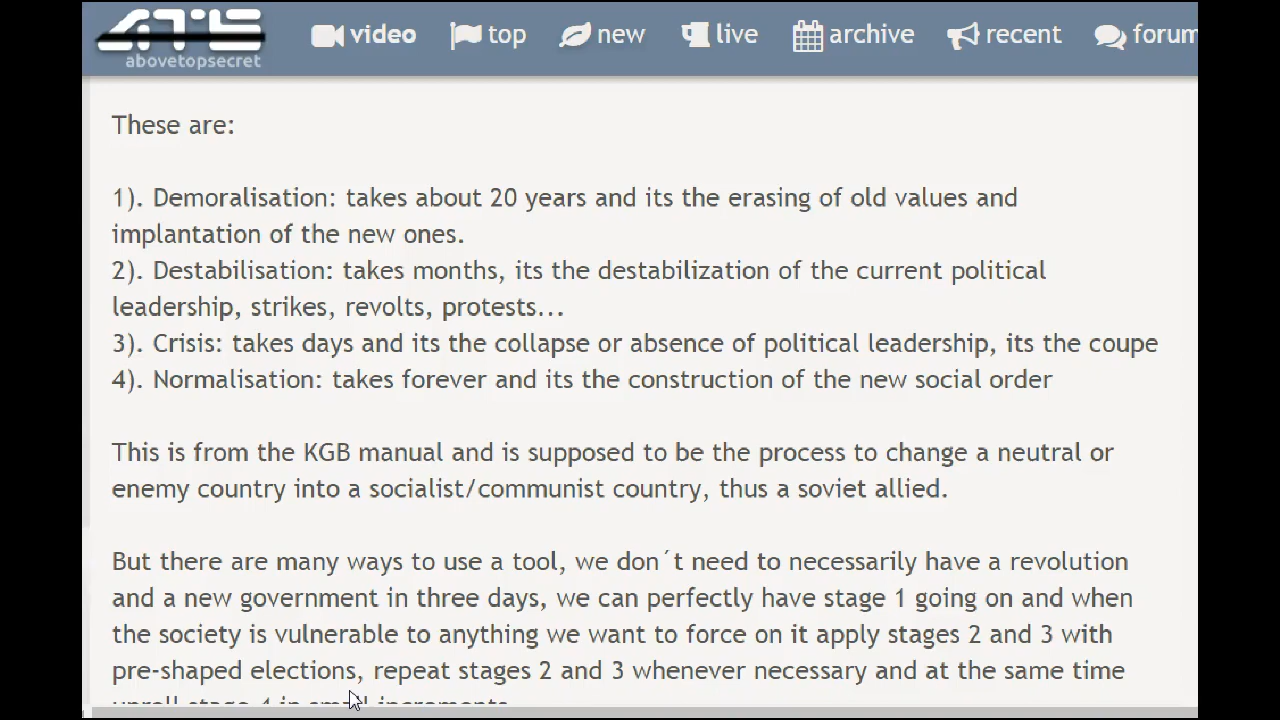 ATS
abovetopsecret
video top new live archive recent forum
These are:
1). Demoralisation: takes about 20 years and its the erasing of old values and
implantation of the new ones.
2). Destabilisation: takes months, its the destabilization of the current political
leadership, strikes, revolts, protests...
3). Crisis: takes days and its the collapse or absence of political leadership, its the coupe
4). Normalisation: takes forever and its the construction of the new social order
This is from the KGB manual and is supposed to be the process to change a neutral or
enemy country into a socialist/communist country, thus a soviet allied.
But there are many ways to use a tool, we don´t need to necessarily have a revolution
and a new government in three days, we can perfectly have stage 1 going on and when
the society is vulnerable to anything we want to force on it apply stages 2 and 3 with
pre-shaped elections, repeat stages 2 and 3 whenever necessary and at the same time
unroll stage 4 in small increments